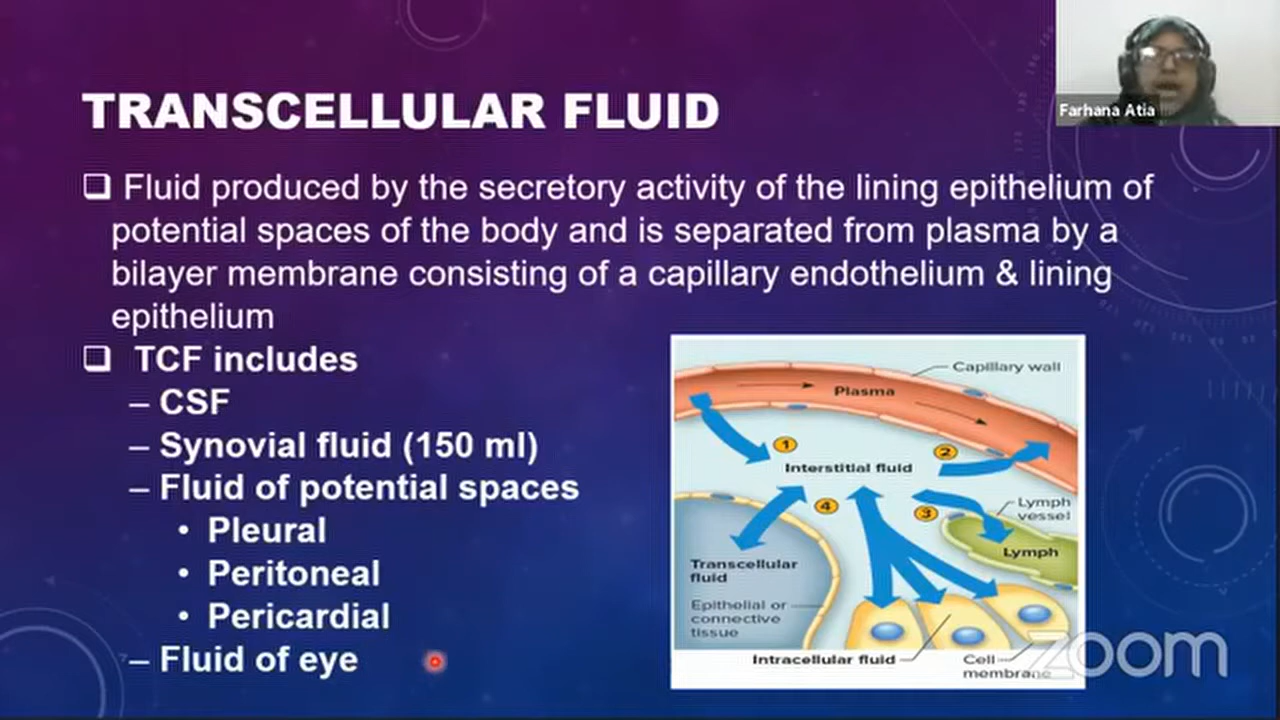 Farhana Atia
TRANSCELLULAR FLUID
❑ Fluid produced by the secretory activity of the lining epithelium of
potential spaces of the body and is separated from plasma by a
bilayer membrane consisting of a capillary endothelium & lining
epithelium
❑ TCF includes
– CSF
– Synovial fluid (150 ml)
– Fluid of potential spaces
• Pleural
• Peritoneal
• Pericardial
– Fluid of eye
Capillary wall
Plasma
1
2
Interstitial fluid
4
3
Lymph
vessel
Lymph
Transcellular
fluid
Epithelial or
connective
tissue
Intracellular fluid
Cell
membrane
zoom